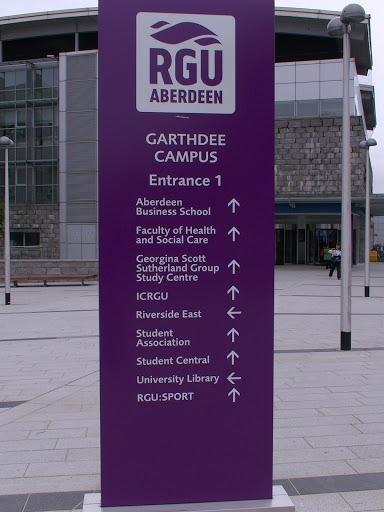 RGU
ABERDEEN
GARTHDEE
CAMPUS
Entrance 1
Aberdeen
Business School
Faculty of Health
and Social Care
Georgina Scott
Sutherland Group
Study Centre
ICRGU
Riverside East
Student
Association
Student Central
University Library
RGU:SPORT